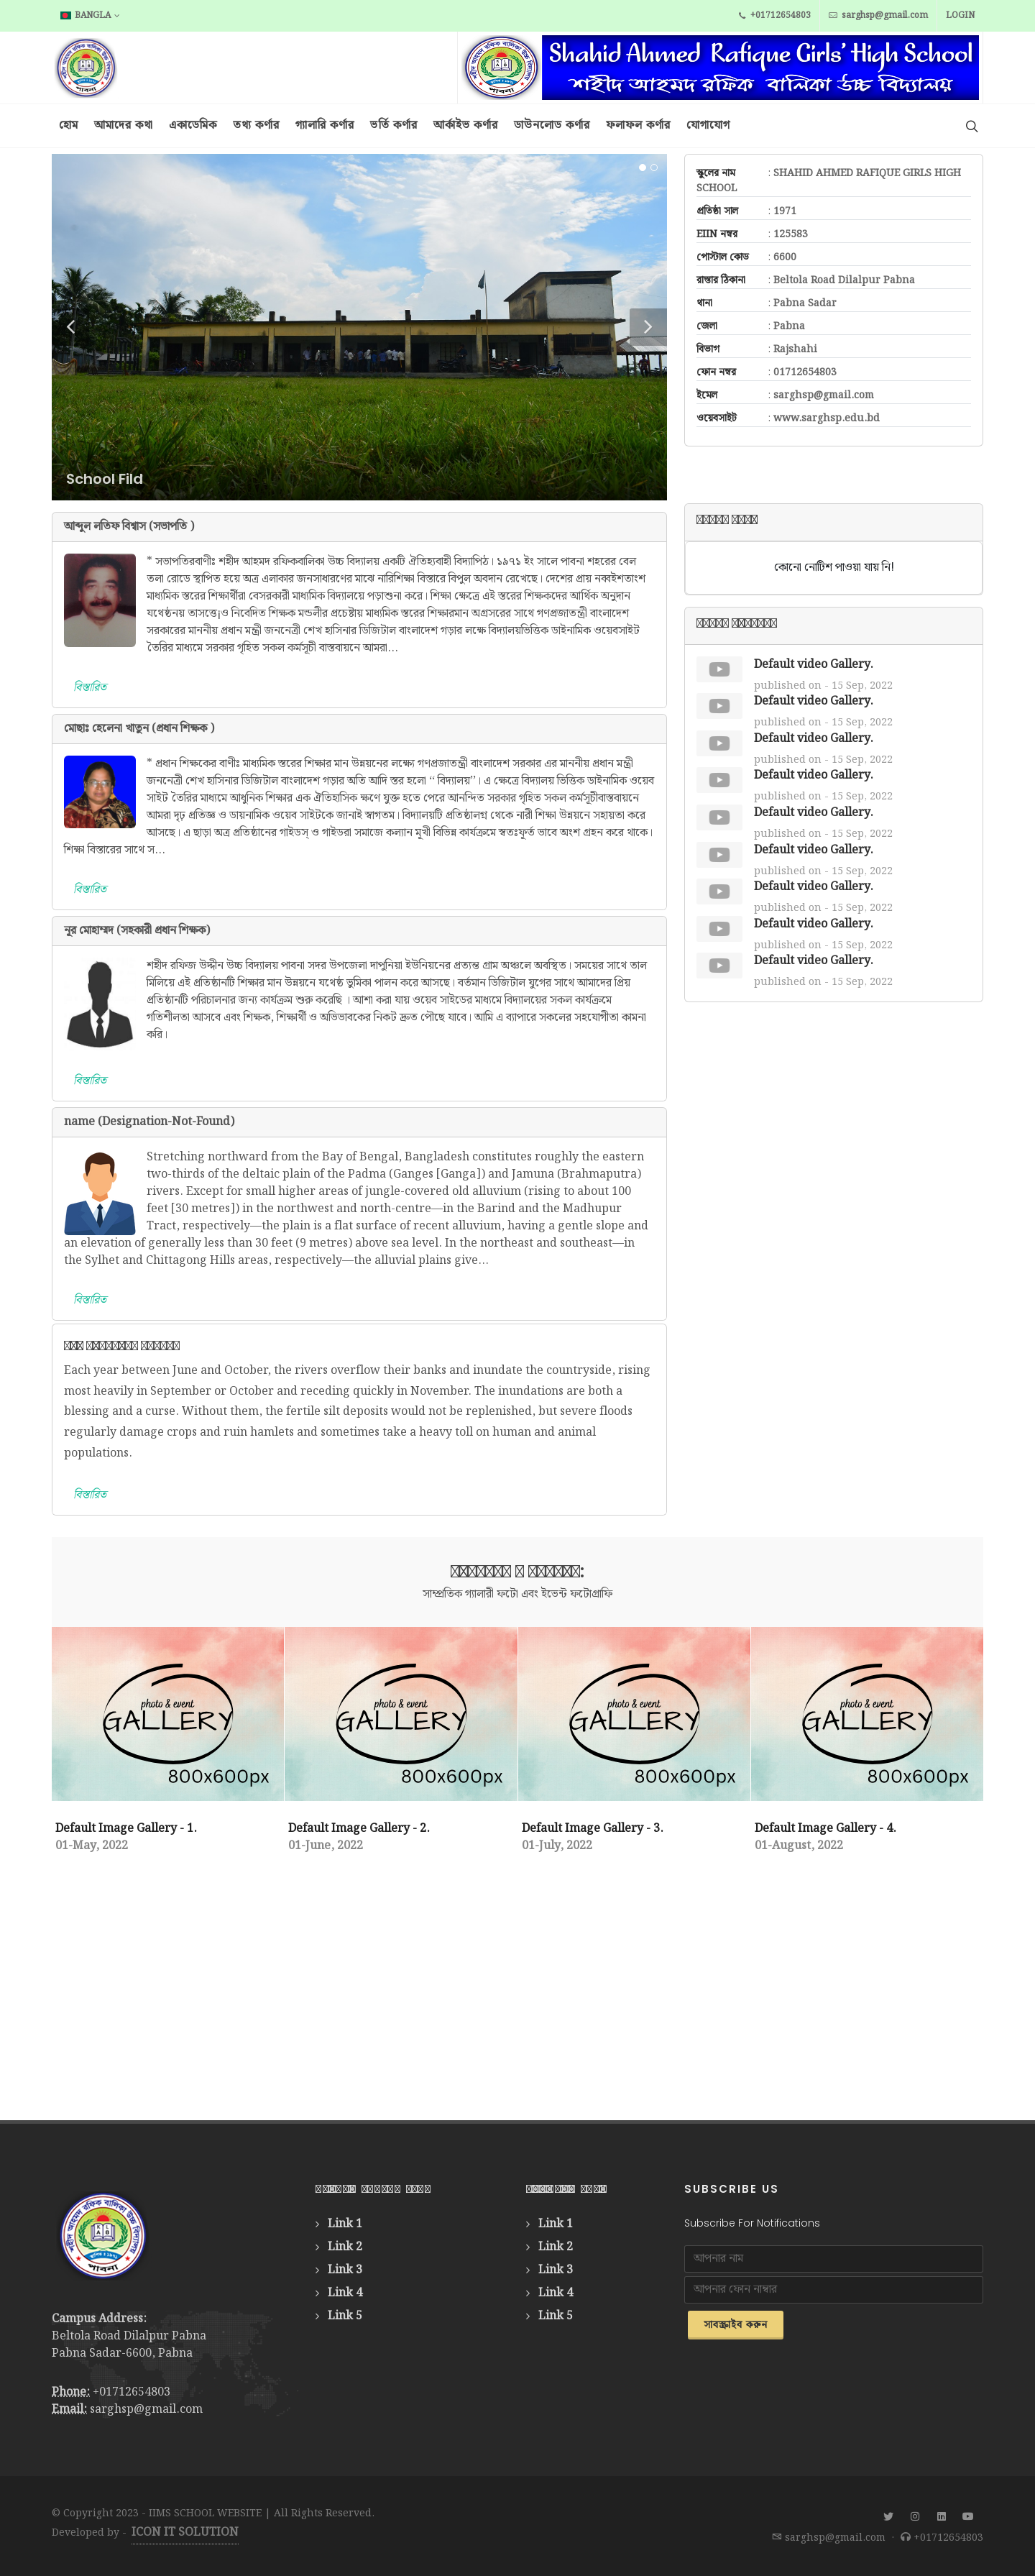 BANGLA
+01712654803
sarghsp@gmail.com
LOGIN
Shahid Ahmed Rafique Girls' High School
শহীদ আহমদ রফিক বালিকা উচ্চ বিদ্যালয়
হোম আমাদের কথা একাডেমিক তথ্য কর্ণার গ্যালারি কর্ণার ভর্তি কর্ণার আর্কাইভ কর্ণার ডাউনলোড কর্ণার ফলাফল কর্ণার যোগাযোগ
School Fild
স্কুলের নাম : SHAHID AHMED RAFIQUE GIRLS HIGH
SCHOOL
প্রতিষ্ঠা সাল : 1971
EIIN নম্বর : 125583
পোস্টাল কোড : 6600
রাস্তার ঠিকানা : Beltola Road Dilalpur Pabna
থানা : Pabna Sadar
জেলা : Pabna
বিভাগ : Rajshahi
ফোন নম্বর : 01712654803
ইমেল : sarghsp@gmail.com
ওয়েবসাইট : www.sarghsp.edu.bd
আব্দুল লতিফ বিশ্বাস (সভাপতি )
* সভাপতিরবাণীঃ শহীদ আহমদ রফিকবালিকা উচ্চ বিদ্যালয় একটি ঐতিহ্যবাহী বিদ্যাপিঠ। ১৯৭১ ইং সালে পাবনা শহরের বেল
তলা রোডে স্থাপিত হয়ে অত্র এলাকার জনসাধারণের মাঝে নারিশিক্ষা বিস্তারে বিপুল অবদান রেখেছে। দেশের প্রায় নব্বইশতাংশ
মাধ্যমিক স্তরের শিক্ষার্থীরা বেসরকারী মাধ্যমিক বিদ্যালয়ে পড়াশুনা করে। শিক্ষা ক্ষেত্রে এই স্তরের শিক্ষকদের আর্থিক অনুদান
যথেষ্ঠনয় তাসত্তে¡ও নিবেদিত শিক্ষক মন্ডলীর প্রচেষ্টায় মাধ্যমিক স্তরের শিক্ষারমান অগ্রসরের সাথে গণপ্রজাতন্ত্রী বাংলাদেশ
সরকারের মাননীয় প্রধান মন্ত্রী জননেত্রী শেখ হাসিনার ডিজিটাল বাংলাদেশ গড়ার লক্ষে বিদ্যালয়ভিত্তিক ডাইনামিক ওয়েবসাইট
তৈরির মাধ্যমে সরকার গৃহিত সকল কর্মসূচী বাস্তবায়নে আমরা...
বিস্তারিত
কোনো নোটিশ পাওয়া যায় নি!
মোছাঃ হেলেনা খাতুন (প্রধান শিক্ষক )
* প্রধান শিক্ষকের বাণীঃ মাধ্যমিক স্তরের শিক্ষার মান উন্নয়নের লক্ষ্যে গণপ্রজাতন্ত্রী বাংলাদেশ সরকার এর মাননীয় প্রধান মন্ত্রী
জননেত্রী শেখ হাসিনার ডিজিটাল বাংলাদেশ গড়ার অতি আদি স্তর হলো “ বিদ্যালয়”। এ ক্ষেত্রে বিদ্যালয় ভিত্তিক ডাইনামিক ওয়েব
সাইট তৈরির মাধ্যমে আধুনিক শিক্ষার এক ঐতিহাসিক ক্ষণে যুক্ত হতে পেরে আনন্দিত সরকার গৃহিত সকল কর্মসূচীবাস্তবায়নে
আমরা দৃঢ় প্রতিজ্ঞ ও ডায়নামিক ওয়েব সাইটকে জানাই স্বাগতম। বিদ্যালয়টি প্রতিষ্ঠালগ্ন থেকে নারী শিক্ষা উন্নয়নে সহায়তা করে
আসছে। এ ছাড়া অত্র প্রতিষ্ঠানের গাইডস্ ও গাইডরা সমাজে কল্যান মূখী বিভিন্ন কার্যক্রমে স্বতঃফূর্ত ভাবে অংশ গ্রহন করে থাকে।
শিক্ষা বিস্তারের সাথে স...
বিস্তারিত
Default video Gallery.
published on - 15 Sep, 2022
Default video Gallery.
published on - 15 Sep, 2022
Default video Gallery.
published on - 15 Sep, 2022
Default video Gallery.
published on - 15 Sep, 2022
Default video Gallery.
published on - 15 Sep, 2022
Default video Gallery.
published on - 15 Sep, 2022
Default video Gallery.
published on - 15 Sep, 2022
Default video Gallery.
published on - 15 Sep, 2022
Default video Gallery.
published on - 15 Sep, 2022
নূর মোহাম্মদ (সহকারী প্রধান শিক্ষক)
শহীদ রফিজ উদ্দীন উচ্চ বিদ্যালয় পাবনা সদর উপজেলা দাপুনিয়া ইউনিয়নের প্রত্যন্ত গ্রাম অঞ্চলে অবস্থিত। সময়ের সাথে তাল
মিলিয়ে এই প্রতিষ্ঠানটি শিক্ষার মান উন্নয়নে যথেষ্ঠ ভুমিকা পালন করে আসছে। বর্তমান ডিজিটাল যুগের সাথে আমাদের প্রিয়
প্রতিষ্ঠানটি পরিচালনার জন্য কার্যক্রম শুরু করেছি । আশা করা যায় ওয়েব সাইডের মাধ্যমে বিদ্যালয়ের সকল কার্যক্রমে
গতিশীলতা আসবে এবং শিক্ষক, শিক্ষার্থী ও অভিভাবকের নিকট দ্রুত পৌছে যাবে। আমি এ ব্যাপারে সকলের সহযোগীতা কামনা
করি।
বিস্তারিত
name (Designation-Not-Found)
Stretching northward from the Bay of Bengal, Bangladesh constitutes roughly the eastern
two-thirds of the deltaic plain of the Padma (Ganges [Ganga]) and Jamuna (Brahmaputra)
rivers. Except for small higher areas of jungle-covered old alluvium (rising to about 100
feet [30 metres]) in the northwest and north-centre—in the Barind and the Madhupur
Tract, respectively—the plain is a flat surface of recent alluvium, having a gentle slope and
an elevation of generally less than 30 feet (9 metres) above sea level. In the northeast and southeast—in
the Sylhet and Chittagong Hills areas, respectively—the alluvial plains give...
বিস্তারিত
Each year between June and October, the rivers overflow their banks and inundate the countryside, rising
most heavily in September or October and receding quickly in November. The inundations are both a
blessing and a curse. Without them, the fertile silt deposits would not be replenished, but severe floods
regularly damage crops and ruin hamlets and sometimes take a heavy toll on human and animal
populations.
বিস্তারিত
সাম্প্রতিক গ্যালারী ফটো এবং ইভেন্ট ফটোগ্রাফি
photo & event photo & event photo & event photo & event
GALLERY GALLERY GALLERY GALLERY
800x600px 800x600px 800x600px 800x600px
Default Image Gallery - 1. Default Image Gallery - 2. Default Image Gallery - 3. Default Image Gallery - 4.
01-May, 2022 01-June, 2022 01-July, 2022 01-August, 2022
Campus Address:
Beltola Road Dilalpur Pabna
Pabna Sadar-6600, Pabna
Phone: +01712654803
Email: sarghsp@gmail.com
Link 1
Link 2
Link 3
Link 4
Link 5
Link 1
Link 2
Link 3
Link 4
Link 5
SUBSCRIBE US
Subscribe For Notifications
আপনার নাম
আপনার ফোন নাম্বার
সাবস্ক্রাইব করুন
© Copyright 2023 - IIMS SCHOOL WEBSITE | All Rights Reserved.
Developed by - ICON IT SOLUTION
sarghsp@gmail.com · +01712654803